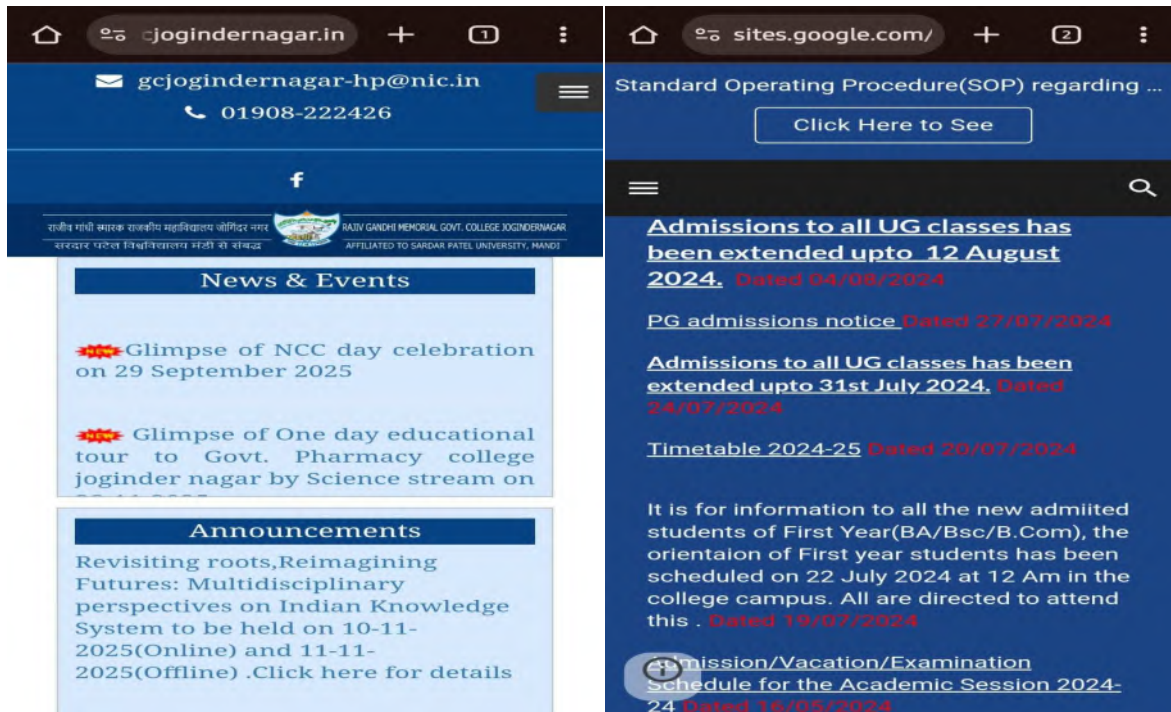 cjogindernagar.in
1
gcjogindernagar-hp@nic.in
01908-222426
f
राजीव गांधी स्मारक राजकीय महाविद्यालय जोगिंदर नगर
सरदार पटेल विश्वविद्यालय मंडी से संबद्ध
RAJIV GANDHI MEMORIAL GOVT. COLLEGE JOGINDERNAGAR
AFFILIATED TO SARDAR PATEL UNIVERSITY, MANDI
News & Events
NEW Glimpse of NCC day celebration
on 29 September 2025
NEW Glimpse of One day educational
tour to Govt. Pharmacy college
joginder nagar by Science stream on
Announcements
Revisiting roots,Reimagining
Futures: Multidisciplinary
perspectives on Indian Knowledge
System to be held on 10-11-
2025(Online) and 11-11-
2025(Offline) .Click here for details
sites.google.com/
2
Standard Operating Procedure(SOP) regarding ...
Click Here to See
Admissions to all UG classes has
been extended upto 12 August
2024. Dated 04/08/2024
PG admissions notice Dated 27/07/2024
Admissions to all UG classes has been
extended upto 31st July 2024. Dated
24/07/2024
Timetable 2024-25 Dated 20/07/2024
It is for information to all the new admiited
students of First Year(BA/Bsc/B.Com), the
orientaion of First year students has been
scheduled on 22 July 2024 at 12 Am in the
college campus. All are directed to attend
this . Dated 19/07/2024
Admission/Vacation/Examination
Schedule for the Academic Session 2024-
24 Dated 16/05/2024